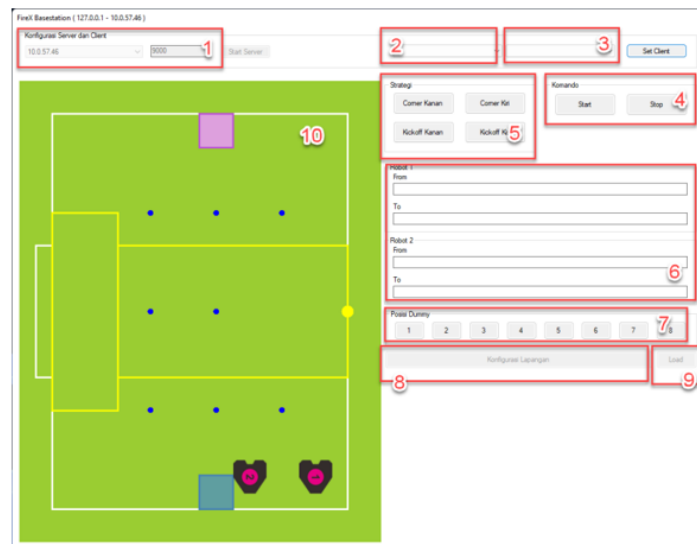 FireX Basestation ( 127.0.0.1 - 10.0.57.46 )
Konfigurasi Server dan Client
10.0.57.46
9000
1
Start Server
2
3
Set Client
Strategi
Corner Kanan
Corner Kiri
Kickoff Kanan
Kickoff
5
Komando
Start
Stop
4
Robot 1
From
To
Robot 2
From
To
6
Posisi Dummy
1 2 3 4 5 6 7 8
7
Konfigurasi Lapangan
8
Load
9
10
2
1